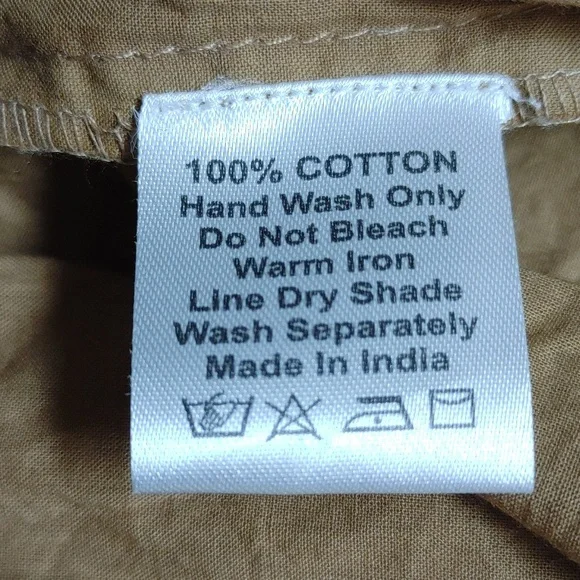 100% COTTON
Hand Wash Only
Do Not Bleach
Warm Iron
Line Dry Shade
Wash Separately
Made In India